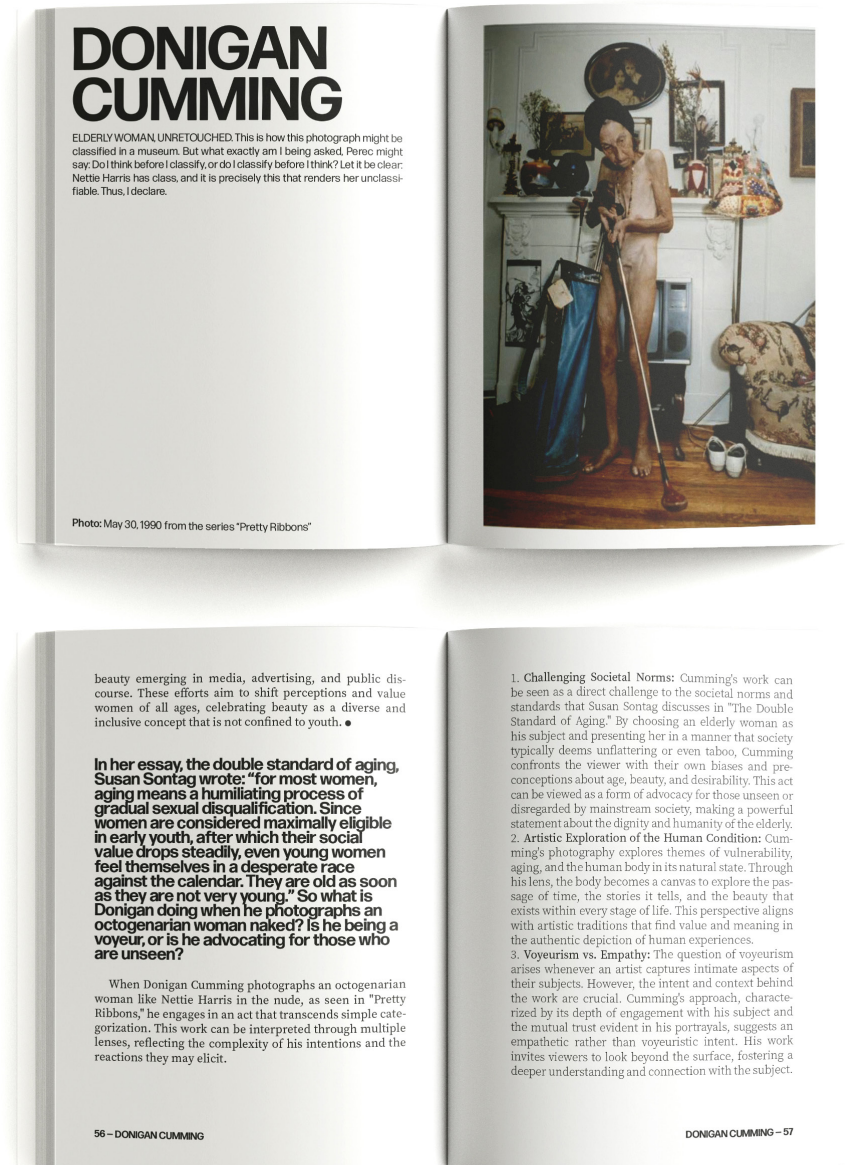 DONIGAN
CUMMING
ELDERLY WOMAN, UNRETOUCHED. This is how this photograph might be
classified in a museum. But what exactly am I being asked, Perec might
say: Do I think before I classify, or do I classify before I think? Let it be clear:
Nettie Harris has class, and it is precisely this that renders her unclassi-
fiable. Thus, I declare.
Photo: May 30, 1990 from the series "Pretty Ribbons"
beauty emerging in media, advertising, and public dis-
course. These efforts aim to shift perceptions and value
women of all ages, celebrating beauty as a diverse and
inclusive concept that is not confined to youth. ●
In her essay, the double standard of aging,
Susan Sontag wrote: “for most women,
aging means a humiliating process of
gradual sexual disqualification. Since
women are considered maximally eligible
in early youth, after which their social
value drops steadily, even young women
feel themselves in a desperate race
against the calendar. They are old as soon
as they are not very young.” So what is
Donigan doing when he photographs an
octogenarian woman naked? Is he being a
voyeur, or is he advocating for those who
are unseen?
When Donigan Cumming photographs an octogenarian
woman like Nettie Harris in the nude, as seen in "Pretty
Ribbons," he engages in an act that transcends simple cate-
gorization. This work can be interpreted through multiple
lenses, reflecting the complexity of his intentions and the
reactions they may elicit.
56 – DONIGAN CUMMING
1. Challenging Societal Norms: Cumming's work can
be seen as a direct challenge to the societal norms and
standards that Susan Sontag discusses in "The Double
Standard of Aging." By choosing an elderly woman as
his subject and presenting her in a manner that society
typically deems unflattering or even taboo, Cumming
confronts the viewer with their own biases and pre-
conceptions about age, beauty, and desirability. This act
can be viewed as a form of advocacy for those unseen or
disregarded by mainstream society, making a powerful
statement about the dignity and humanity of the elderly.
2. Artistic Exploration of the Human Condition: Cum-
ming's photography explores themes of vulnerability,
aging, and the human body in its natural state. Through
his lens, the body becomes a canvas to explore the pas-
sage of time, the stories it tells, and the beauty that
exists within every stage of life. This perspective aligns
with artistic traditions that find value and meaning in
the authentic depiction of human experiences.
3. Voyeurism vs. Empathy: The question of voyeurism
arises whenever an artist captures intimate aspects of
their subjects. However, the intent and context behind
the work are crucial. Cumming's approach, characte-
rized by its depth of engagement with his subject and
the mutual trust evident in his portrayals, suggests an
empathetic rather than voyeuristic intent. His work
invites viewers to look beyond the surface, fostering a
deeper understanding and connection with the subject.
DONIGAN CUMMING – 57